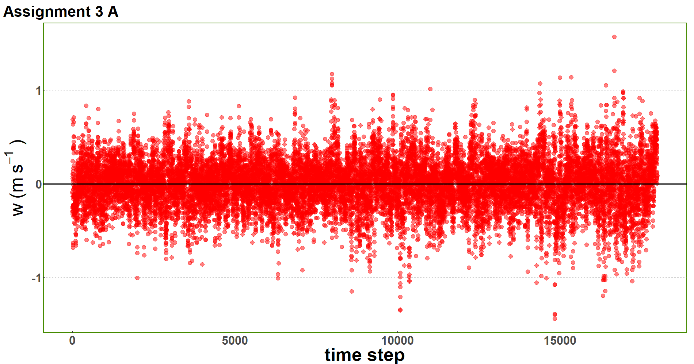 Assignment 3 A
w (m s⁻¹)
1
0
-1
0 5000 10000 15000
time step